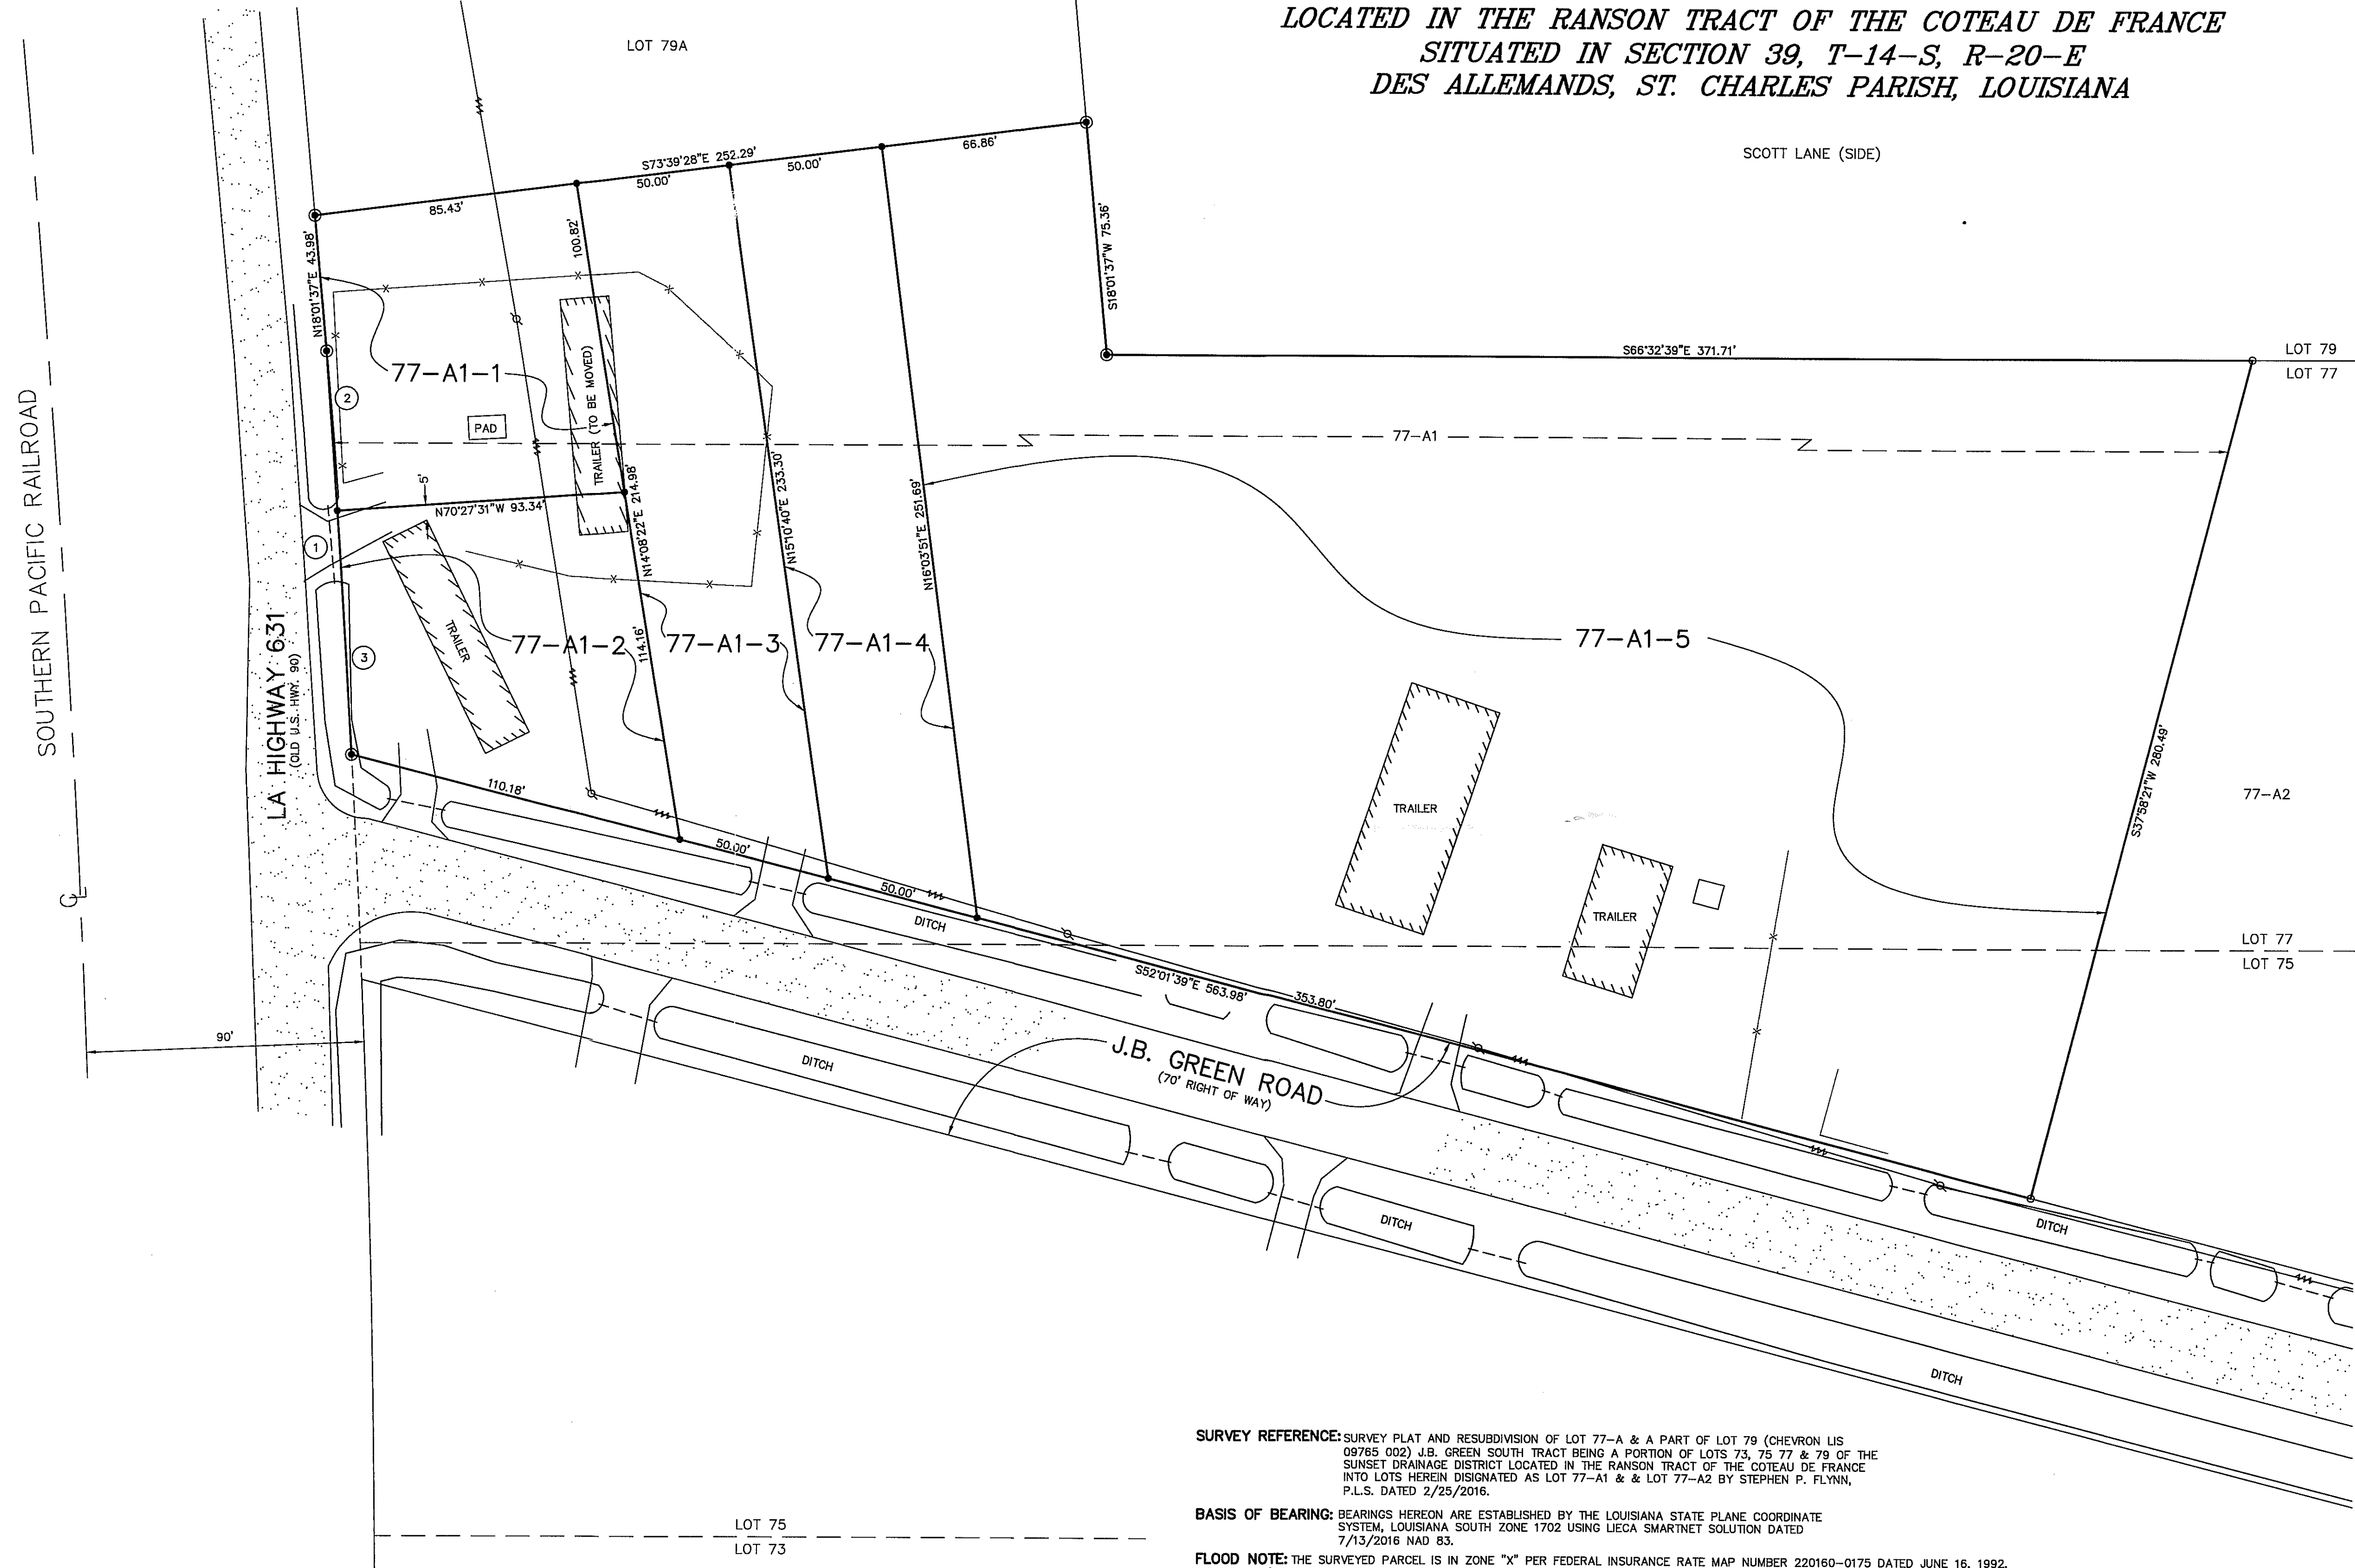 LOCATED IN THE RANSON TRACT OF THE COTEAU DE FRANCE
SITUATED IN SECTION 39, T-14-S, R-20-E
DES ALLEMANDS, ST. CHARLES PARISH, LOUISIANA
SCOTT LANE (SIDE)
LOT 79A
S73°39'28"E 252.29'
85.43'
50.00'
50.00'
66.86'
N18°01'37"E 43.98'
100.82'
S18°01'37"W 75.36'
S66°32'39"E 371.71'
LOT 79
LOT 77
77-A1-1
2
PAD
TRAILER (TO BE MOVED)
77-A1
5'
N70°27'31"W 93.34'
1
N14°08'22"E 214.98'
N15°10'40"E 233.30'
N16°03'51"E 251.69'
SOUTHERN PACIFIC RAILROAD
LA HIGHWAY 631
(OLD U.S. HWY. 90)
3
TRAILER
77-A1-2
114.16'
77-A1-3
77-A1-4
77-A1-5
S37°58'21"W 280.49'
77-A2
TRAILER
TRAILER
110.18'
50.00'
50.00'
DITCH
CL
LOT 77
LOT 75
S52°01'39"E 563.98'
353.80'
90'
DITCH
J.B. GREEN ROAD
(70' RIGHT OF WAY)
DITCH
DITCH
DITCH
SURVEY REFERENCE: SURVEY PLAT AND RESUBDIVISION OF LOT 77-A & A PART OF LOT 79 (CHEVRON LIS
09765 002) J.B. GREEN SOUTH TRACT BEING A PORTION OF LOTS 73, 75 77 & 79 OF THE
SUNSET DRAINAGE DISTRICT LOCATED IN THE RANSON TRACT OF THE COTEAU DE FRANCE
INTO LOTS HEREIN DISIGNATED AS LOT 77-A1 & & LOT 77-A2 BY STEPHEN P. FLYNN,
P.L.S. DATED 2/25/2016.
BASIS OF BEARING: BEARINGS HEREON ARE ESTABLISHED BY THE LOUISIANA STATE PLANE COORDINATE
SYSTEM, LOUISIANA SOUTH ZONE 1702 USING LIECA SMARTNET SOLUTION DATED
7/13/2016 NAD 83.
FLOOD NOTE: THE SURVEYED PARCEL IS IN ZONE "X" PER FEDERAL INSURANCE RATE MAP NUMBER 220160-0175 DATED JUNE 16, 1992.
LOT 75
LOT 73